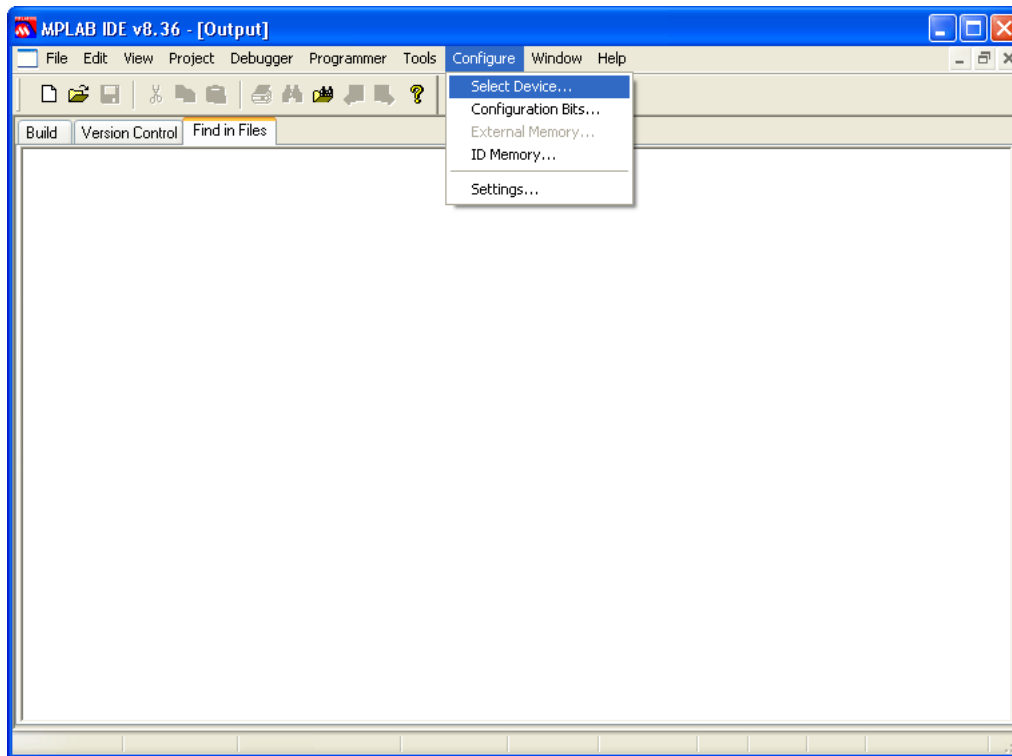 MPLAB IDE v8.36 - [Output]
File Edit View Project Debugger Programmer Tools Configure Window Help
Select Device...
Configuration Bits...
External Memory...
ID Memory...
Settings...
Build Version Control Find in Files